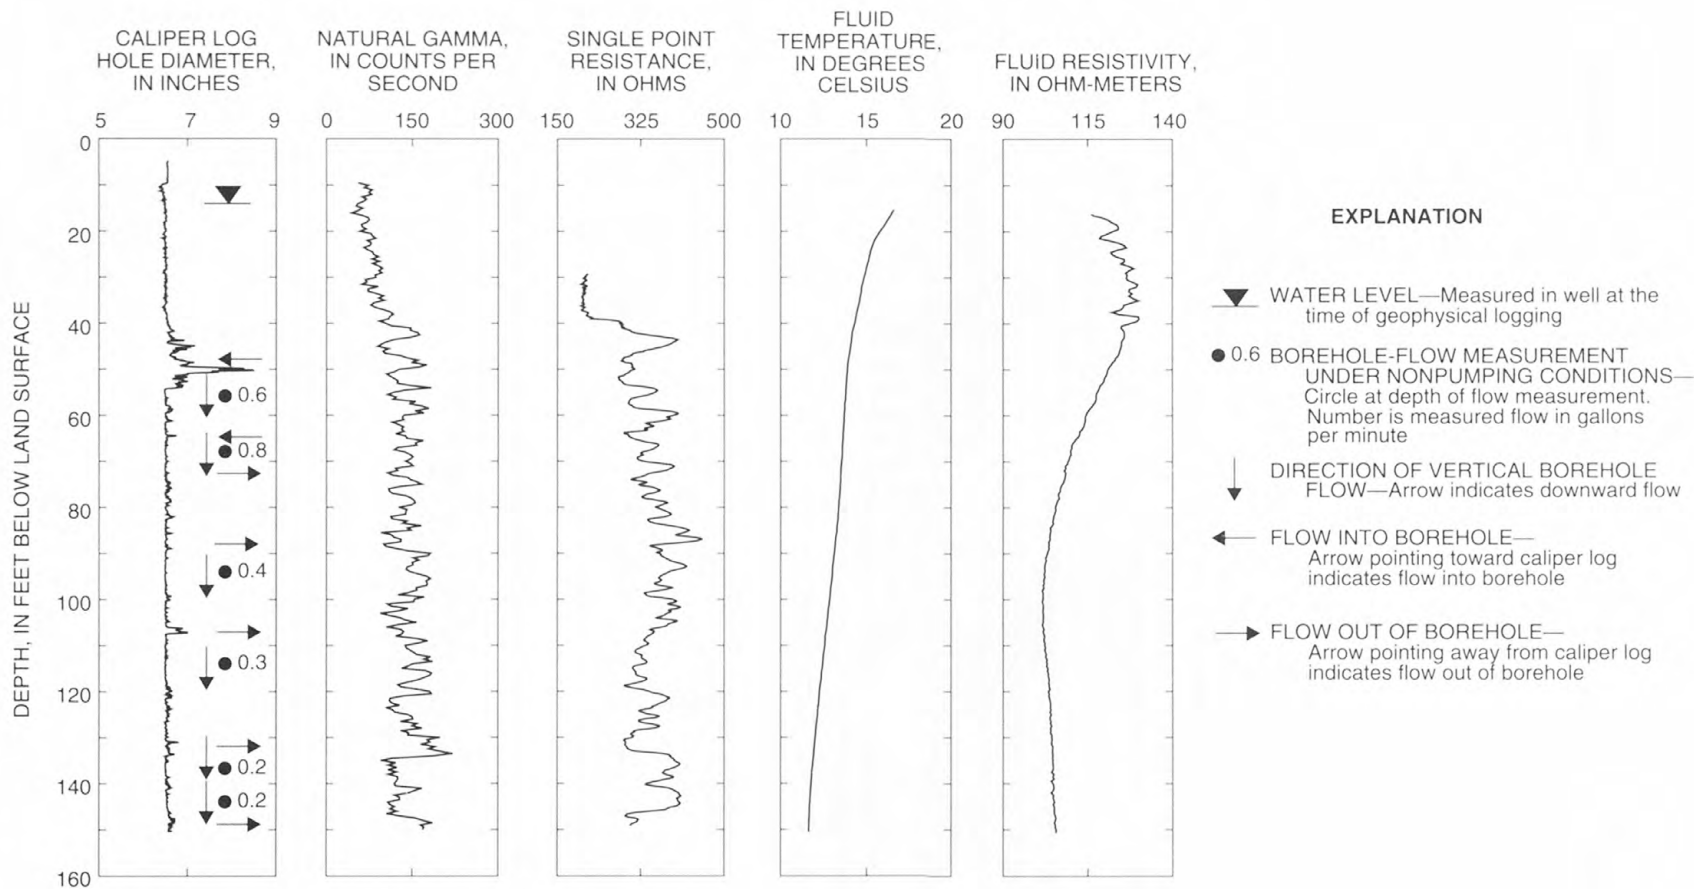 CALIPER LOG
HOLE DIAMETER,
IN INCHES
NATURAL GAMMA,
IN COUNTS PER
SECOND
SINGLE POINT
RESISTANCE,
IN OHMS
FLUID
TEMPERATURE,
IN DEGREES
CELSIUS
FLUID RESISTIVITY,
IN OHM-METERS
5 7 9
0 150 300
150 325 500
10 15 20
90 115 140
DEPTH, IN FEET BELOW LAND SURFACE
0
20
40
60
80
100
120
140
160
0.6
0.8
0.4
0.3
0.2
0.2
EXPLANATION
WATER LEVEL—Measured in well at the
time of geophysical logging
0.6 BOREHOLE-FLOW MEASUREMENT
UNDER NONPUMPING CONDITIONS—
Circle at depth of flow measurement.
Number is measured flow in gallons
per minute
DIRECTION OF VERTICAL BOREHOLE
FLOW—Arrow indicates downward flow
FLOW INTO BOREHOLE—
Arrow pointing toward caliper log
indicates flow into borehole
FLOW OUT OF BOREHOLE—
Arrow pointing away from caliper log
indicates flow out of borehole